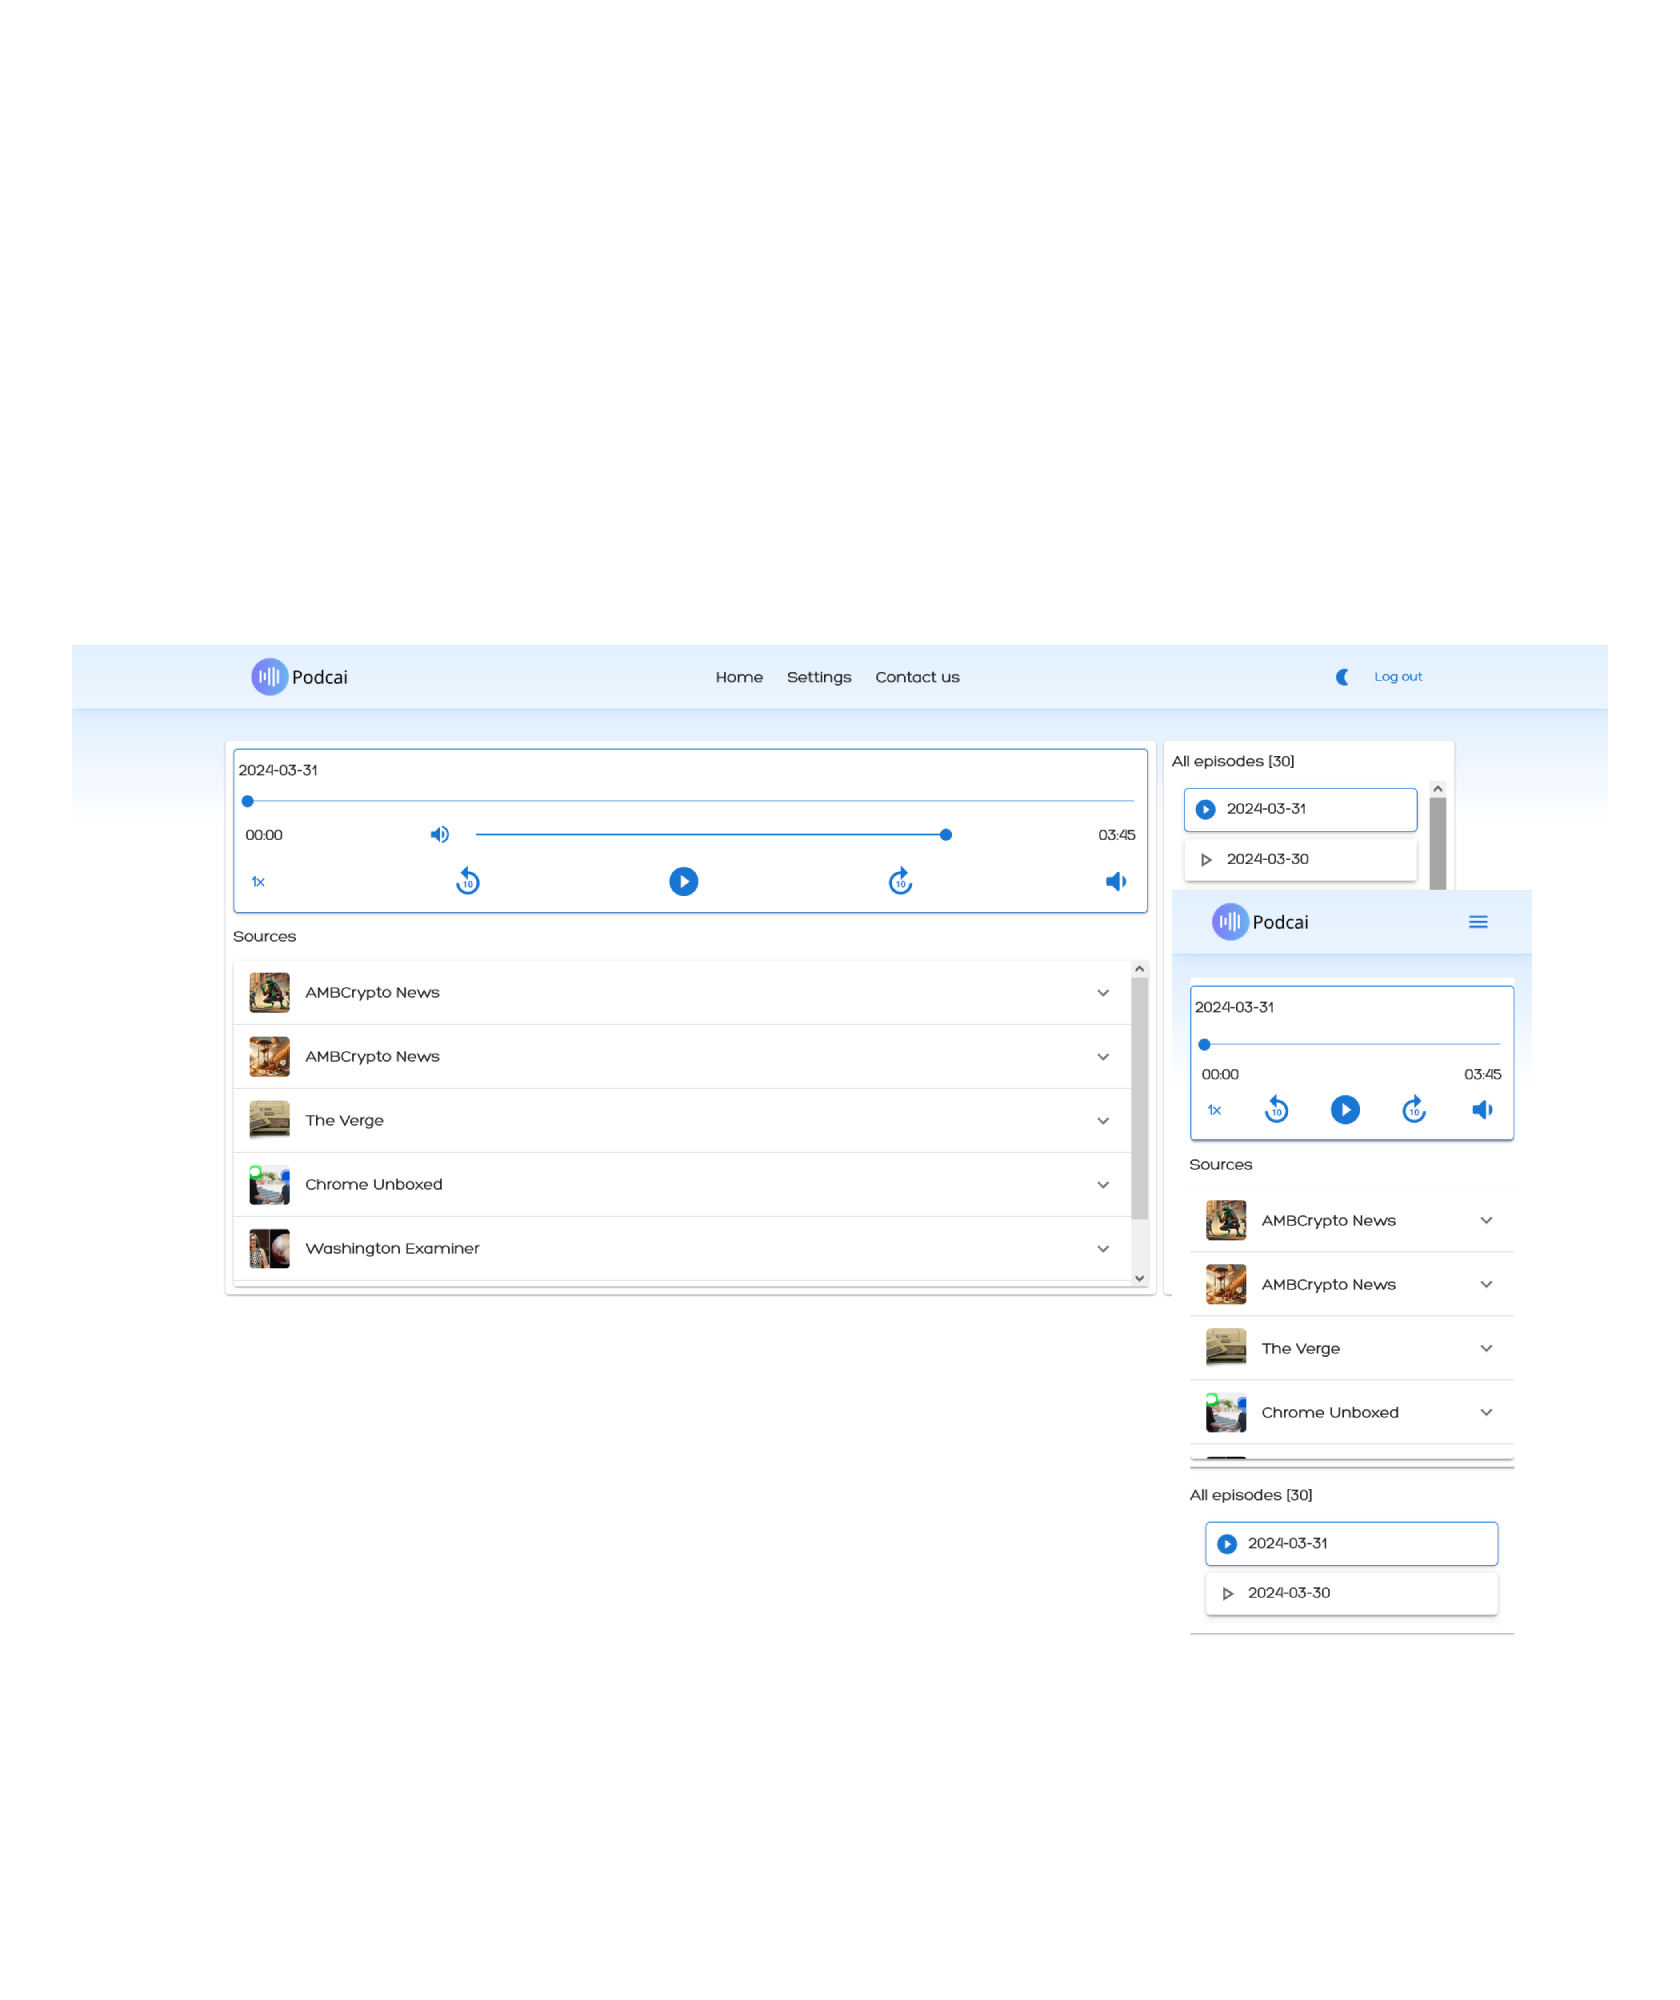 Podcai
Home Settings Contact us
Log out
2024-03-31
00:00
03:45
1x
10
10
Sources
AMBCrypto News
AMBCrypto News
The Verge
Chrome Unboxed
Washington Examiner
All episodes [30]
2024-03-31
2024-03-30
Podcai
2024-03-31
00:00
03:45
1x
10
10
Sources
AMBCrypto News
AMBCrypto News
The Verge
Chrome Unboxed
All episodes [30]
2024-03-31
2024-03-30